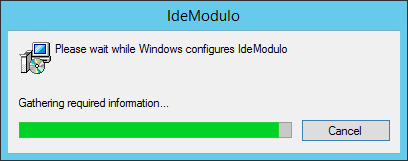 IdeModulo
Please wait while Windows configures IdeModulo
Gathering required information...
Cancel